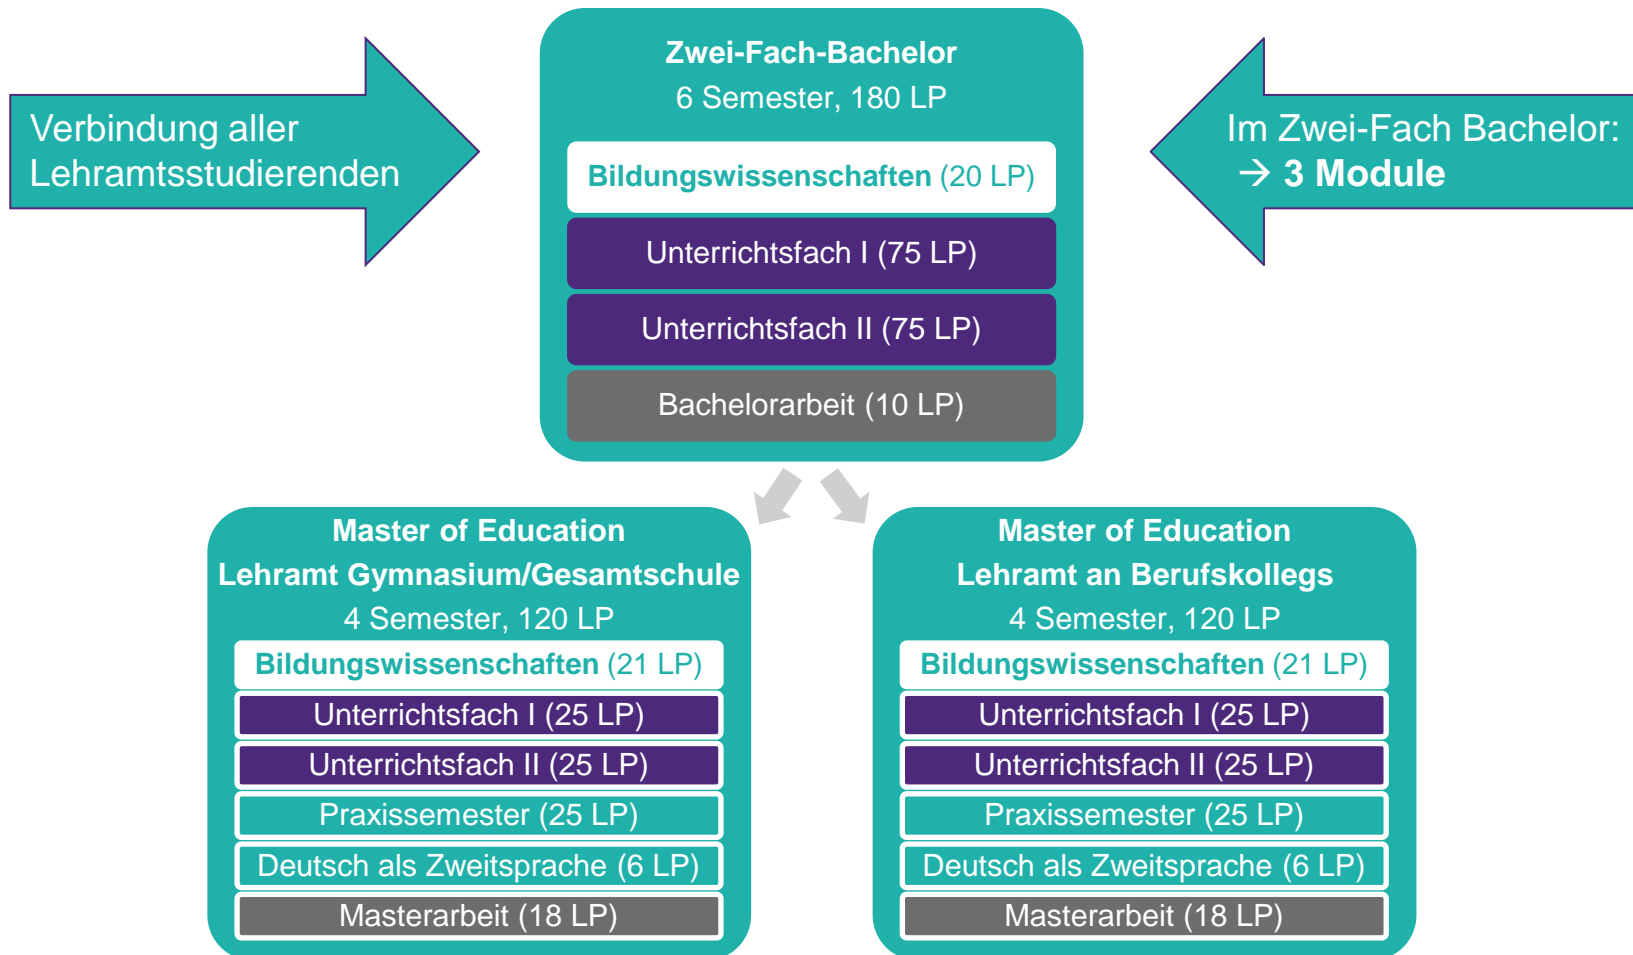 Verbindung aller
Lehramtsstudierenden
Zwei-Fach-Bachelor
6 Semester, 180 LP
Bildungswissenschaften (20 LP)
Unterrichtsfach I (75 LP)
Unterrichtsfach II (75 LP)
Bachelorarbeit (10 LP)
Im Zwei-Fach Bachelor:
→ 3 Module
Master of Education
Lehramt Gymnasium/Gesamtschule
4 Semester, 120 LP
Bildungswissenschaften (21 LP)
Unterrichtsfach I (25 LP)
Unterrichtsfach II (25 LP)
Praxissemester (25 LP)
Deutsch als Zweitsprache (6 LP)
Masterarbeit (18 LP)
Master of Education
Lehramt an Berufskollegs
4 Semester, 120 LP
Bildungswissenschaften (21 LP)
Unterrichtsfach I (25 LP)
Unterrichtsfach II (25 LP)
Praxissemester (25 LP)
Deutsch als Zweitsprache (6 LP)
Masterarbeit (18 LP)